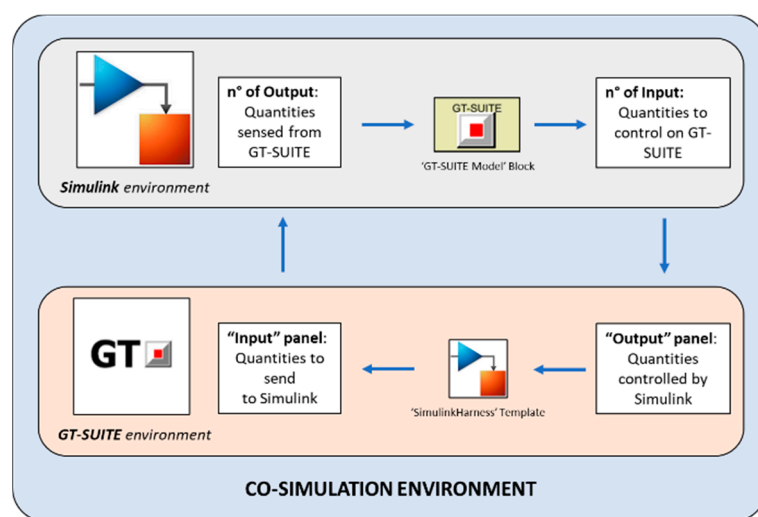 n° of Output:
Quantities
sensed from
GT-SUITE
GT-SUITE
'GT-SUITE Model' Block
n° of Input:
Quantities to
control on GT-
SUITE
Simulink environment
GT
"Input" panel:
Quantities to
send
to Simulink
'SimulinkHarness' Template
"Output" panel:
Quantities
controlled by
Simulink
GT-SUITE environment
CO-SIMULATION ENVIRONMENT